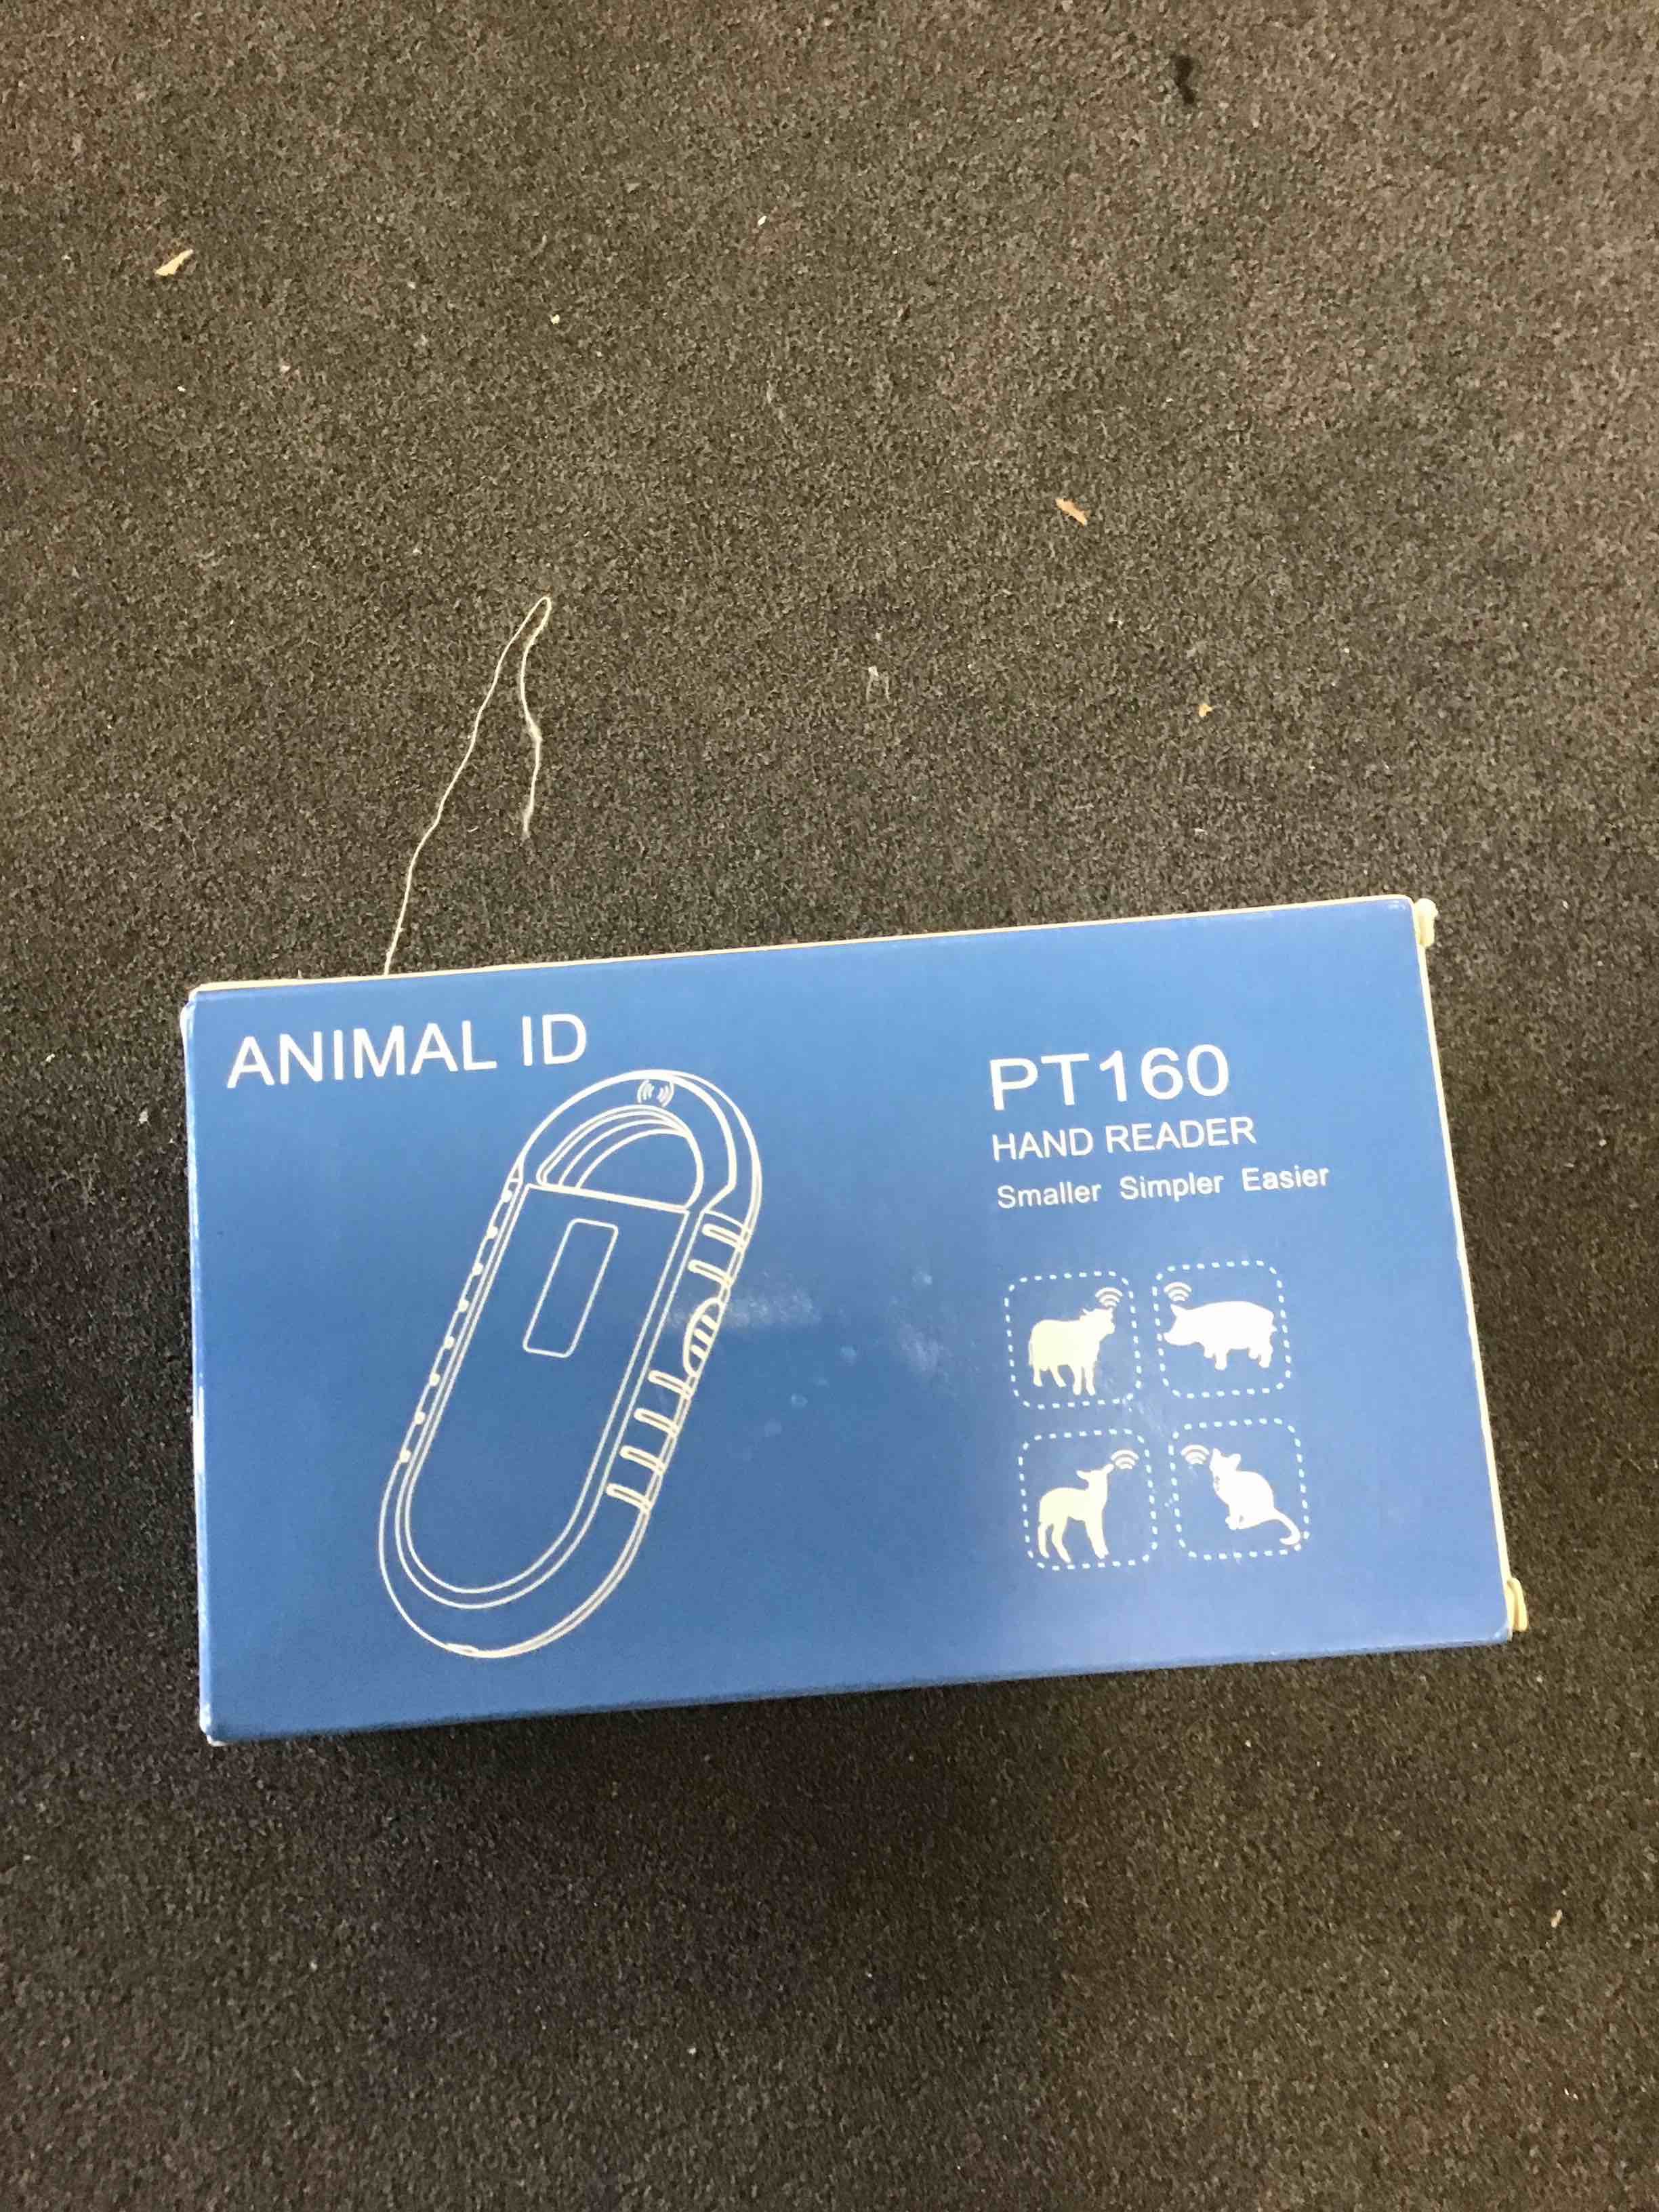 ANIMAL ID
PT160
HAND READER
Smaller Simpler Easier